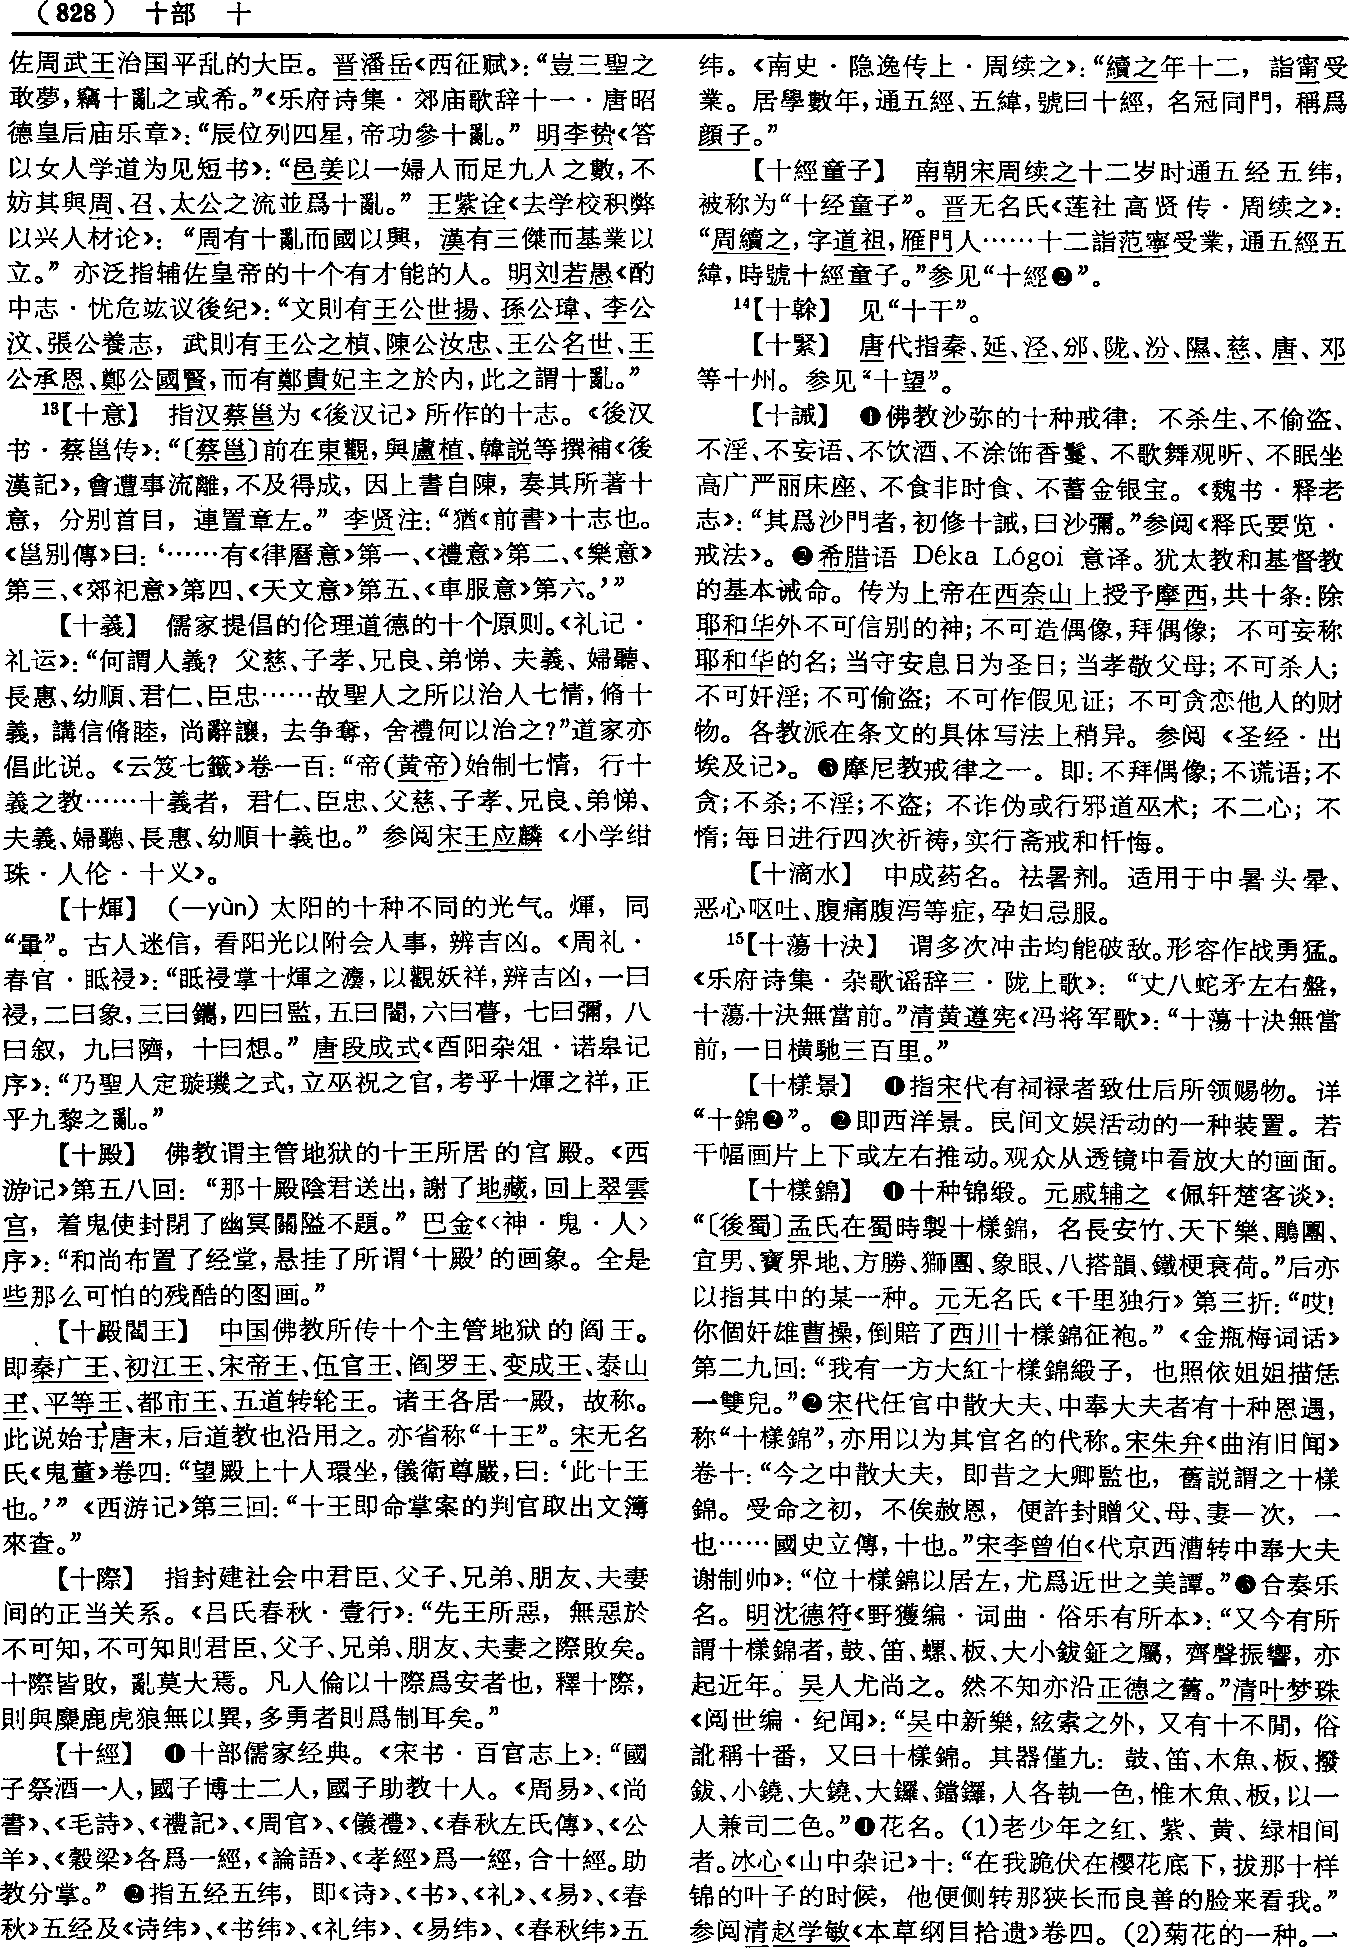 （828） 十部 十
佐周武王治国平乱的大臣。晋潘岳《西征赋》：“豈三聖之
敢夢，竊十亂之或希。”《乐府诗集·郊庙歌辞十一·唐昭
德皇后庙乐章》：“辰位列四星，帝功參十亂。” 明李贽《答
以女人学道为见短书》：“邑姜以一婦人而足九人之數，不
妨其與周、召、太公之流並爲十亂。” 王紫诠《去学校积弊
以兴人材论》：“周有十亂而國以興，漢有三傑而基業以
立。” 亦泛指辅佐皇帝的十个有才能的人。明刘若愚《酌
中志·忧危竑议後纪》：“文則有王公世揚、孫公瑋、李公
汶、張公養志，武則有王公之楨、陳公汝忠、王公名世、王
公承恩、鄭公國賢，而有鄭貴妃主之於内，此之謂十亂。”
13【十意】 指汉蔡邕为《後汉记》所作的十志。《後汉
书·蔡邕传》：“〔蔡邕〕前在東觀，與盧植、韓説等撰補《後
漢記》，會遭事流離，不及得成，因上書自陳，奏其所著十
意，分别首目，連置章左。” 李贤注：“猶《前書》十志也。
《邕别傳》曰：‘……有《律曆意》第一、《禮意》第二、《樂意》
第三、《郊祀意》第四、《天文意》第五、《車服意》第六。’”
【十義】 儒家提倡的伦理道德的十个原则。《礼记·
礼运》：“何謂人義？父慈、子孝、兄良、弟悌、夫義、婦聽、
長惠、幼順、君仁、臣忠……故聖人之所以治人七情，脩十
義，講信脩睦，尚辭讓，去争奪，舍禮何以治之？”道家亦
倡此说。《云笈七籤》卷一百：“帝（黄帝）始制七情，行十
義之教……十義者，君仁、臣忠、父慈、子孝、兄良、弟悌、
夫義、婦聽、長惠、幼順十義也。” 参阅宋王应麟《小学绀
珠·人伦·十义》。
【十煇】 （—yùn）太阳的十种不同的光气。煇，同
“暈”。古人迷信，看阳光以附会人事，辨吉凶。《周礼·
春官·眡祲》：“眡祲掌十煇之灋，以觀妖祥，辨吉凶，一曰
祲，二曰象，三曰鑴，四曰監，五曰闇，六曰瞢，七曰彌，八
曰叙，九曰隮，十曰想。” 唐段成式《酉阳杂俎·诺皋记
序》：“乃聖人定璇璣之式，立巫祝之官，考乎十煇之祥，正
乎九黎之亂。”
【十殿】 佛教谓主管地狱的十王所居的官殿。《西
游记》第五八回：“那十殿陰君送出，謝了地藏，回上翠雲
宫，着鬼使封閉了幽冥關隘不題。” 巴金《〈神·鬼·人〉
序》：“和尚布置了经堂，悬挂了所谓‘十殿’的画象。全是
些那么可怕的残酷的图画。”
【十殿閻王】 中国佛教所传十个主管地狱的阎王。
即秦广王、初江王、宋帝王、伍官王、阎罗王、变成王、泰山
王、平等王、都市王、五道转轮王。诸王各居一殿，故称。
此说始于唐末，后道教也沿用之。亦省称“十王”。宋无名
氏《鬼董》卷四：“望殿上十人環坐，儀衛尊嚴，曰：‘此十王
也。’” 《西游记》第三回：“十王即命掌案的判官取出文簿
來查。”
【十際】 指封建社会中君臣、父子、兄弟、朋友、夫妻
间的正当关系。《吕氏春秋·壹行》：“先王所惡，無惡於
不可知，不可知則君臣、父子、兄弟、朋友、夫妻之際敗矣。
十際皆敗，亂莫大焉。凡人倫以十際爲安者也，釋十際，
則與麋鹿虎狼無以異，多勇者則爲制耳矣。”
【十經】 ❶十部儒家经典。《宋书·百官志上》：“國
子祭酒一人，國子博士二人，國子助教十人。《周易》、《尚
書》、《毛詩》、《禮記》、《周官》、《儀禮》、《春秋左氏傳》、《公
羊》、《穀梁》各爲一經，《論語》、《孝經》爲一經，合十經。助
教分掌。” ❷指五经五纬，即《诗》、《书》、《礼》、《易》、《春
秋》五经及《诗纬》、《书纬》、《礼纬》、《易纬》、《春秋纬》五
纬。《南史·隐逸传上·周续之》：“續之年十二，詣甯受
業。居學數年，通五經、五緯，號曰十經，名冠同門，稱爲
顔子。”
【十經童子】 南朝宋周续之十二岁时通五经五纬，
被称为“十经童子”。晋无名氏《莲社高贤传·周续之》：
“周續之，字道祖，雁門人……十二詣范寧受業，通五經五
緯，時號十經童子。”参见“十經❷”。
14【十榦】 见“十干”。
【十緊】 唐代指秦、延、泾、邠、陇、汾、隰、慈、唐、邓
等十州。参见“十望”。
【十誡】 ❶佛教沙弥的十种戒律：不杀生、不偷盗、
不淫、不妄语、不饮酒、不涂饰香鬘、不歌舞观听、不眠坐
高广严丽床座、不食非时食、不蓄金银宝。《魏书·释老
志》：“其爲沙門者，初修十誡，曰沙彌。”参阅《释氏要览·
戒法》。❷希腊语 Déka Lógoi 意译。犹太教和基督教
的基本诫命。传为上帝在西奈山上授予摩西，共十条：除
耶和华外不可信别的神；不可造偶像，拜偶像；不可妄称
耶和华的名；当守安息日为圣日；当孝敬父母；不可杀人；
不可奸淫；不可偷盗；不可作假见证；不可贪恋他人的财
物。各教派在条文的具体写法上稍异。参阅《圣经·出
埃及记》。❸摩尼教戒律之一。即：不拜偶像；不谎语；不
贪；不杀；不淫；不盗；不诈伪或行邪道巫术；不二心；不
惰；每日进行四次祈祷，实行斋戒和忏悔。
【十滴水】 中成药名。祛暑剂。适用于中暑头晕、
恶心呕吐、腹痛腹泻等症，孕妇忌服。
15【十蕩十決】 谓多次冲击均能破敌。形容作战勇猛。
《乐府诗集·杂歌谣辞三·陇上歌》：“丈八蛇矛左右盤，
十蕩十決無當前。”清黄遵宪《冯将军歌》：“十蕩十決無當
前，一日横馳三百里。”
【十樣景】 ❶指宋代有祠禄者致仕后所领赐物。详
“十錦❷”。❷即西洋景。民间文娱活动的一种装置。若
干幅画片上下或左右推动。观众从透镜中看放大的画面。
【十樣錦】 ❶十种锦缎。元戚辅之《佩轩楚客谈》：
“〔後蜀〕孟氏在蜀時製十樣錦，名長安竹、天下樂、鵰團、
宜男、寶界地、方勝、獅團、象眼、八搭韻、鐵梗衰荷。”后亦
以指其中的某一种。元无名氏《千里独行》第三折：“哎！
你個奸雄曹操，倒賠了西川十樣錦征袍。”《金瓶梅词话》
第二九回：“我有一方大紅十樣錦緞子，也照依姐姐描恁
一雙兒。”❷宋代任官中散大夫、中奉大夫者有十种恩遇，
称“十樣錦”，亦用以为其官名的代称。宋朱弁《曲洧旧闻》
卷十：“今之中散大夫，即昔之大卿監也，舊説謂之十樣
錦。受命之初，不俟赦恩，便許封贈父、母、妻一次，一
也……國史立傳，十也。”宋李曾伯《代京西漕转中奉大夫
谢制帅》：“位十樣錦以居左，尤爲近世之美譚。”❸合奏乐
名。明沈德符《野獲编·词曲·俗乐有所本》：“又今有所
謂十樣錦者，鼓、笛、螺、板、大小鈸鉦之屬，齊聲振響，亦
起近年。吴人尤尚之。然不知亦沿正德之舊。”清叶梦珠
《阅世编·纪闻》：“吴中新樂，絃索之外，又有十不閒，俗
訛稱十番，又曰十樣錦。其器僅九：鼓、笛、木魚、板、撥
鈸、小鐃、大鐃、大鑼、鐺鑼，人各執一色，惟木魚、板，以一
人兼司二色。”❹花名。（1）老少年之红、紫、黄、绿相间
者。冰心《山中杂记》十：“在我跪伏在樱花底下，拔那十样
锦的叶子的时候，他便侧转那狭长而良善的脸来看我。”
参阅清赵学敏《本草纲目拾遗》卷四。（2）菊花的一种。一